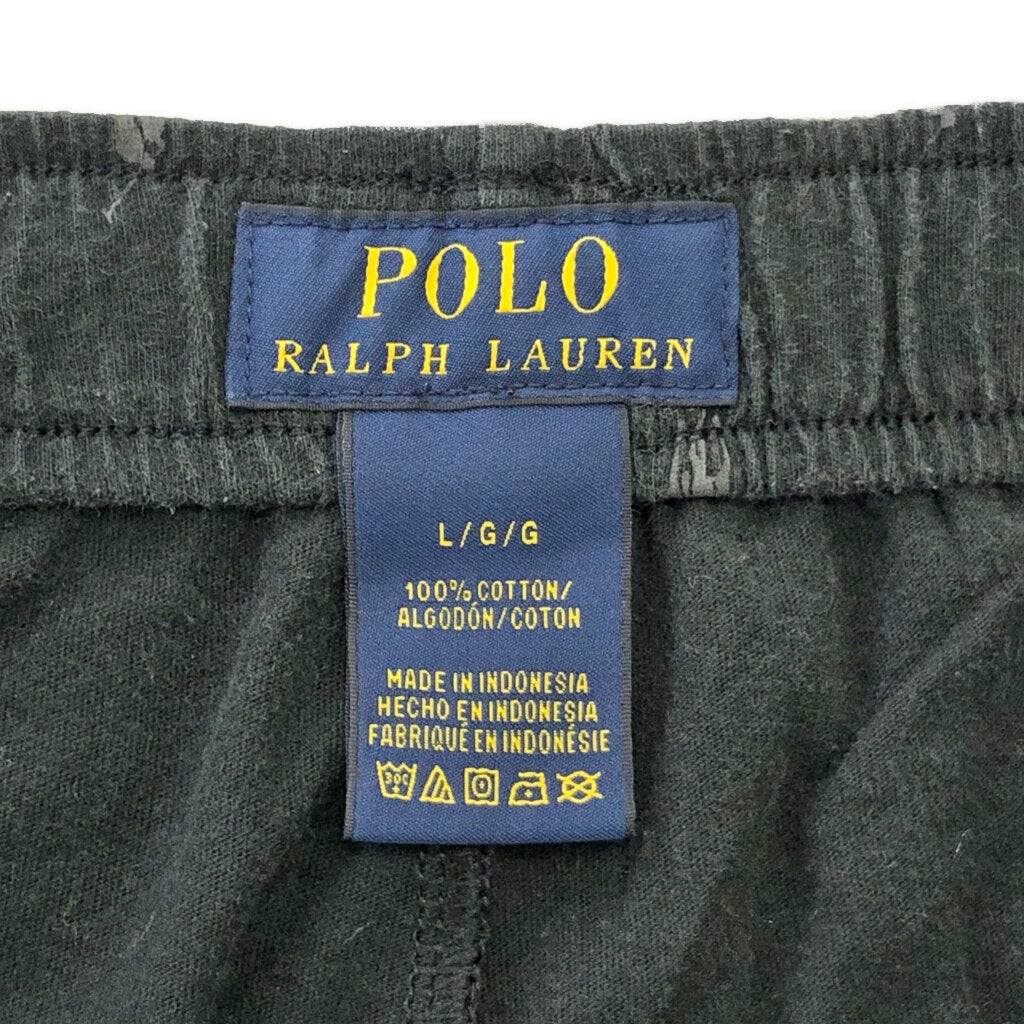 POLO
RALPH LAUREN
L/G/G
100% COTTON/
ALGODÓN/COTON
MADE IN INDONESIA
HECHO EN INDONESIA
FABRIQUÉ EN INDONÉSIE